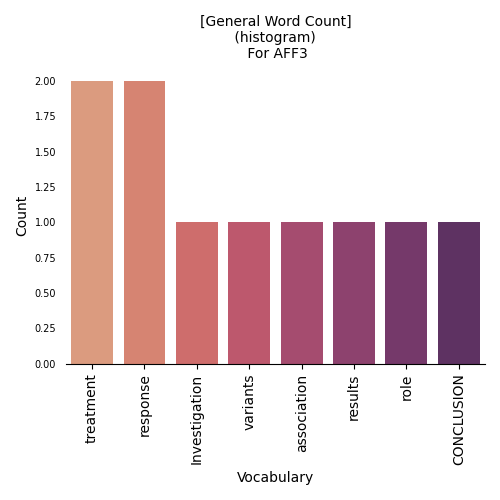 [General Word Count]
(histogram)
For AFF3
Count
2.00
1.75
1.50
1.25
1.00
0.75
0.50
0.25
0.00
treatment
response
Investigation
variants
association
results
role
CONCLUSION
Vocabulary